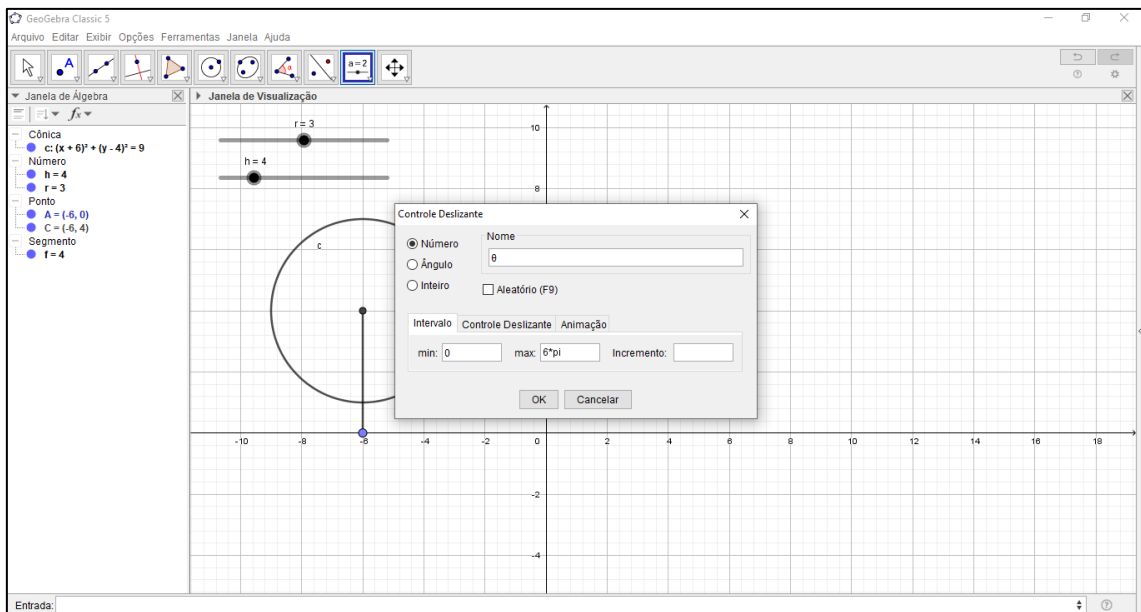 GeoGebra Classic 5
Arquivo Editar Exibir Opções Ferramentas Janela Ajuda
A
α
a=2
Janela de Álgebra
Janela de Visualização
fx
Cônica
c: (x + 6)² + (y - 4)² = 9
Número
h = 4
r = 3
Ponto
A = (-6, 0)
C = (-6, 4)
Segmento
f = 4
r = 3
h = 4
c
10
8
-10 -8 -6 -4 -2 0 2 4 6 8 10 12 14 16 18
-2
-4
Controle Deslizante
Número
Ângulo
Inteiro
Nome
θ
Aleatório (F9)
Intervalo Controle Deslizante Animação
min: 0 max: 6*pi Incremento:
OK Cancelar
Entrada: